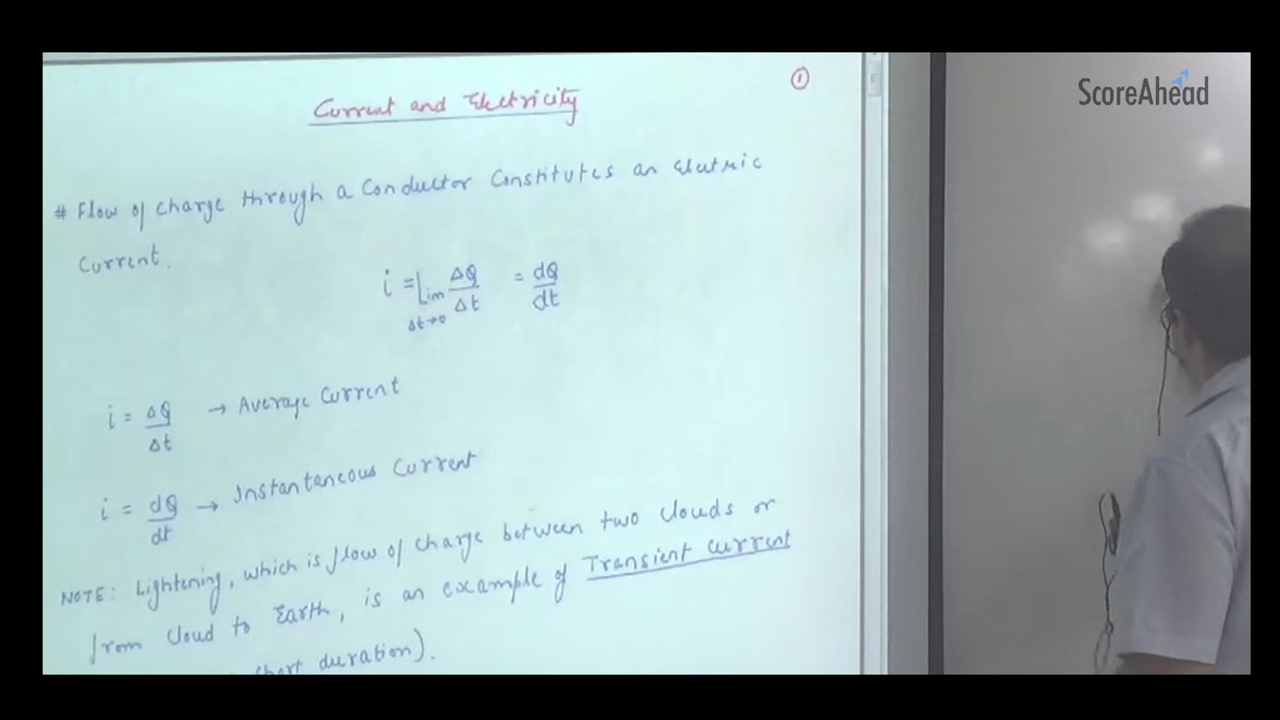 ScoreAhead
①
Current and Electricity
# Flow of charge through a Conductor Constitutes an Electric
Current.
i = Lim ΔQ/Δt = dQ/dt
Δt→0
i = ΔQ/Δt → Average Current
i = dQ/dt → Instantaneous Current
NOTE: Lightening, which is flow of charge between two clouds or
from cloud to Earth, is an example of Transient current
short duration).